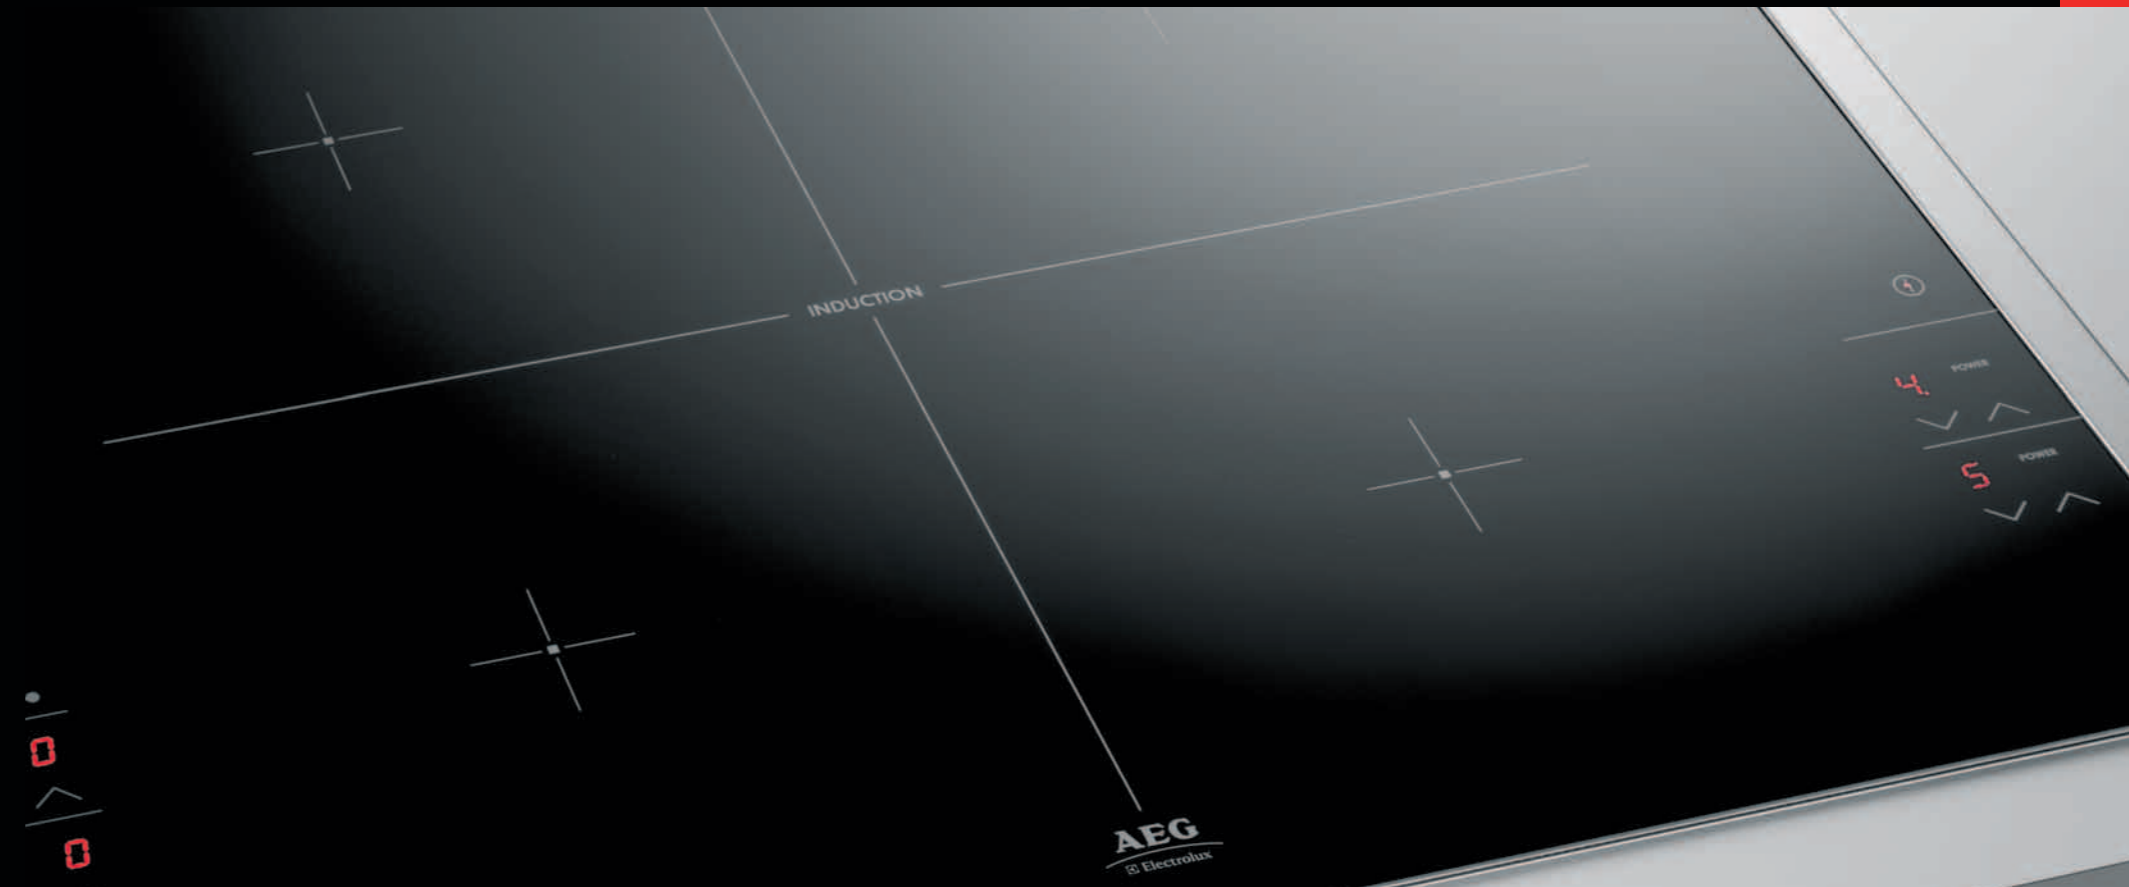 INDUCTION
POWER
4.
POWER
5
0
0
AEG
Electrolux